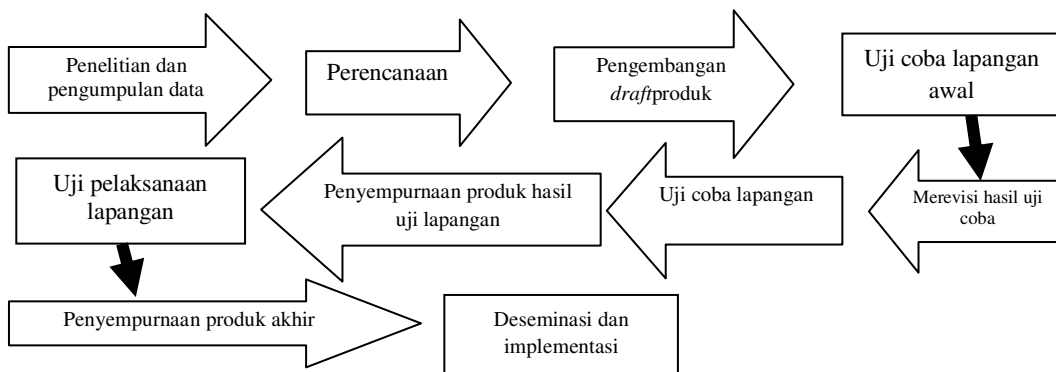 Penelitian dan
pengumpulan data
Perencanaan
Pengembangan
draftproduk
Uji coba lapangan
awal
Merevisi hasil uji
coba
Uji coba lapangan
Penyempurnaan produk hasil
uji lapangan
Uji pelaksanaan
lapangan
Penyempurnaan produk akhir
Deseminasi dan
implementasi